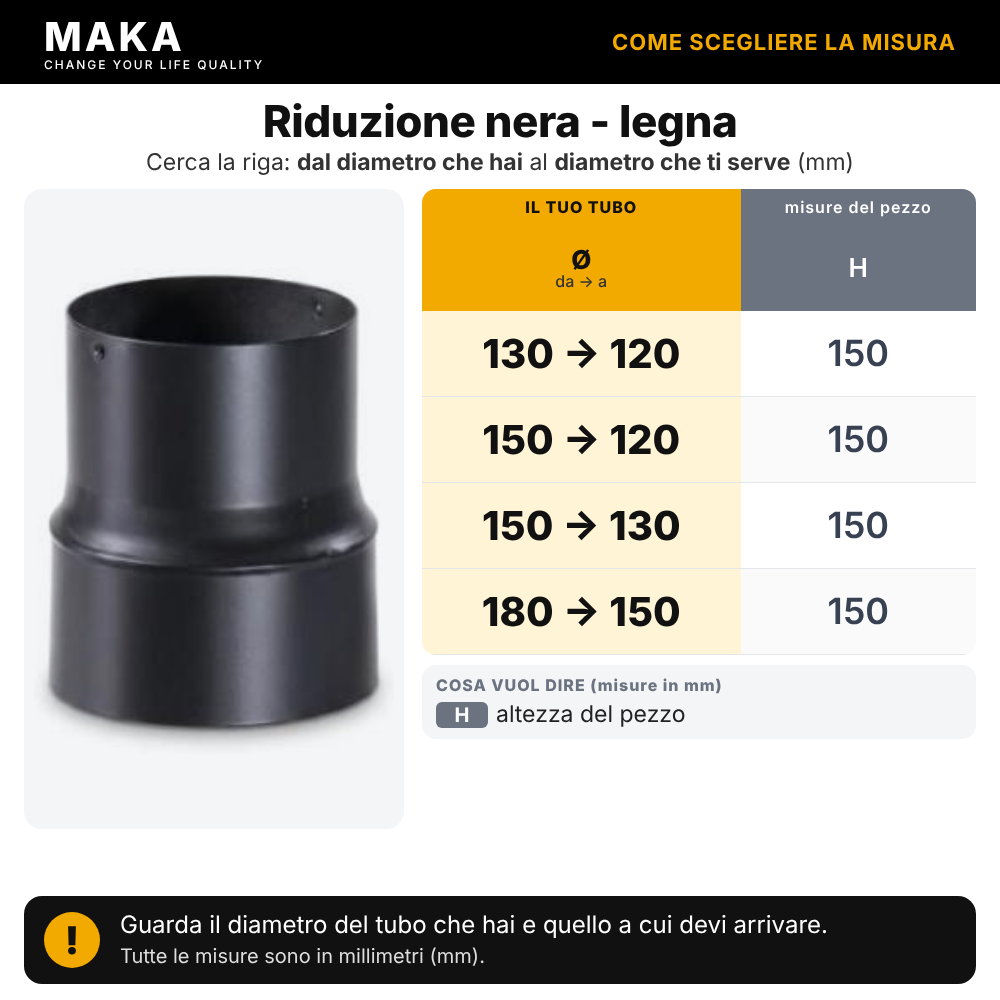 MAKA
CHANGE YOUR LIFE QUALITY
COME SCEGLIERE LA MISURA
Riduzione nera - legna
Cerca la riga: dal diametro che hai al diametro che ti serve (mm)
IL TUO TUBO
misure del pezzo
Ø
da → a
H
130 → 120
150
150 → 120
150
150 → 130
150
180 → 150
150
COSA VUOL DIRE (misure in mm)
H altezza del pezzo
! Guarda il diametro del tubo che hai e quello a cui devi arrivare.
Tutte le misure sono in millimetri (mm).